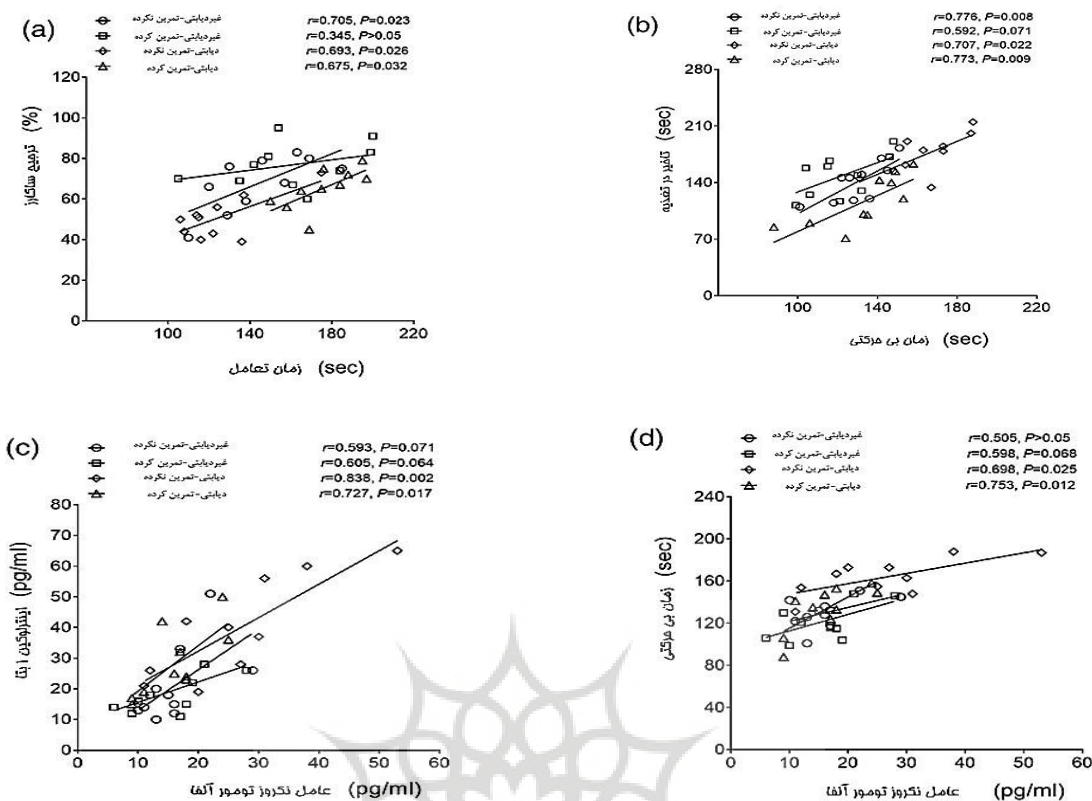 (a)
غیردیابتی-تمرین نکرده r=0.705, P=0.023
غیردیابتی-تمرین کرده r=0.345, P>0.05
دیابتی-تمرین نکرده r=0.693, P=0.026
دیابتی-تمرین کرده r=0.675, P=0.032
ترجیح ساکارز (%)
120
100
80
60
40
20
0
100 140 180 220
زمان تعامل (sec)
(b)
غیردیابتی-تمرین نکرده r=0.776, P=0.008
غیردیابتی-تمرین کرده r=0.592, P=0.071
دیابتی-تمرین نکرده r=0.707, P=0.022
دیابتی-تمرین کرده r=0.773, P=0.009
تاخیر در تغذیه (sec)
280
210
140
70
0
100 140 180 220
زمان بی حرکتی (sec)
(c)
غیردیابتی-تمرین نکرده r=0.593, P=0.071
غیردیابتی-تمرین کرده r=0.605, P=0.064
دیابتی-تمرین نکرده r=0.838, P=0.002
دیابتی-تمرین کرده r=0.727, P=0.017
اینترلوکین ۱ بتا (pg/ml)
80
70
60
50
40
30
20
10
0
0 10 20 30 40 50 60
عامل نکروز تومور آلفا (pg/ml)
(d)
غیردیابتی-تمرین نکرده r=0.505, P>0.05
غیردیابتی-تمرین کرده r=0.598, P=0.068
دیابتی-تمرین نکرده r=0.698, P=0.025
دیابتی-تمرین کرده r=0.753, P=0.012
زمان بی حرکتی (sec)
240
200
160
120
80
40
0
0 10 20 30 40 50 60
عامل نکروز تومور آلفا (pg/ml)